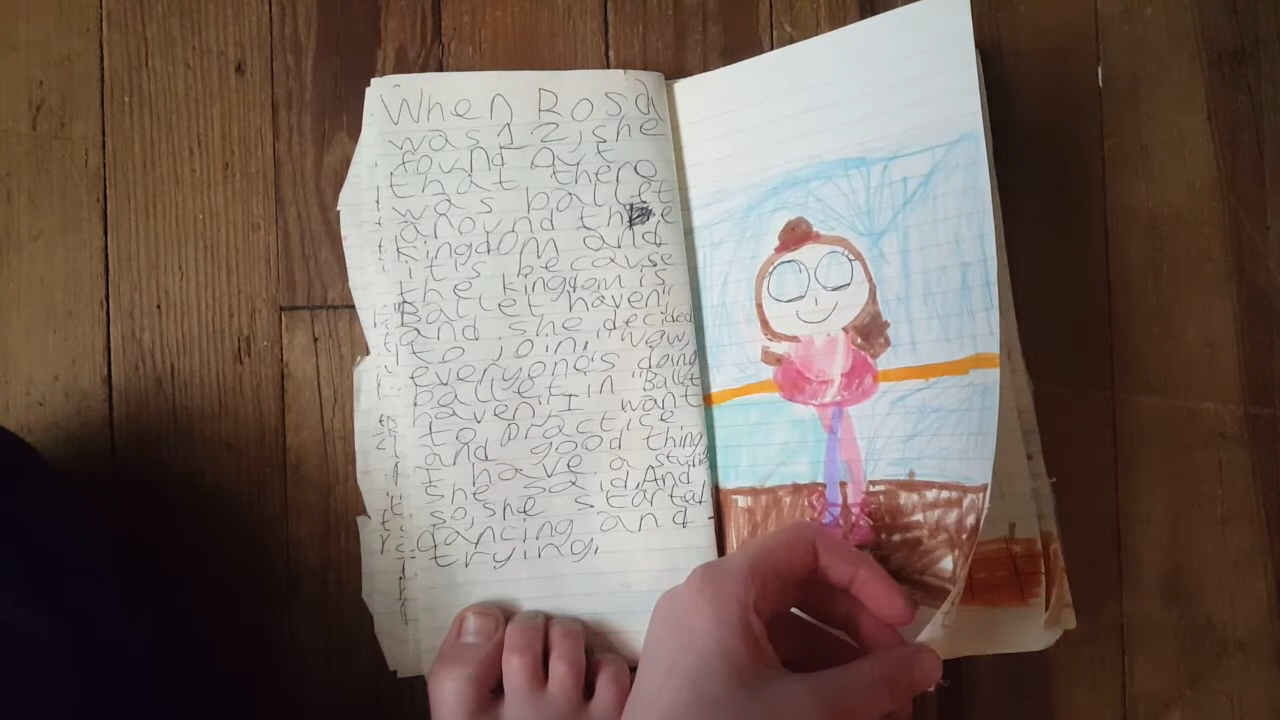 When Rosa
was 12, she
found out
that there
was ballet
around the
kingdom and
it's because
the kingdom is
"Ballet haven"
and she decided
to join. "Wow,
everyone's doing
ballet in "Ballet
haven". I want
to practice
and good thing
I have a
she said. And
so, she started
dancing and
trying.